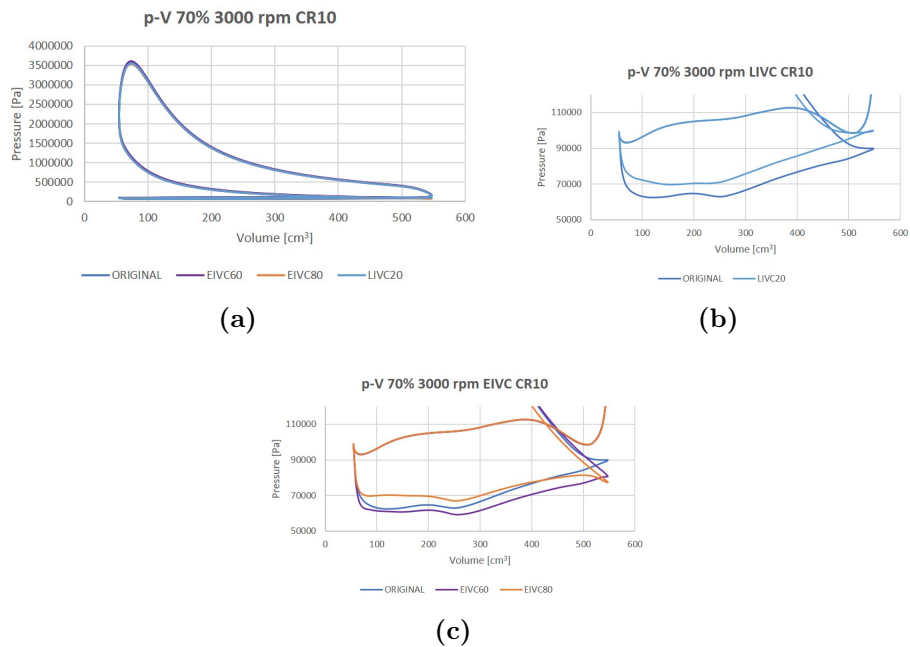 p-V 70% 3000 rpm CR10
4000000
3500000
3000000
2500000
2000000
1500000
1000000
500000
0
Pressure [Pa]
0 100 200 300 400 500 600
Volume [cm³]
ORIGINAL EIVC60 EIVC80 LIVC20
(a)
p-V 70% 3000 rpm LIVC CR10
110000
90000
70000
50000
Pressure [Pa]
0 100 200 300 400 500 600
Volume [cm³]
ORIGINAL LIVC20
(b)
p-V 70% 3000 rpm EIVC CR10
110000
90000
70000
50000
Pressure [Pa]
0 100 200 300 400 500 600
Volume [cm³]
ORIGINAL EIVC60 EIVC80
(c)